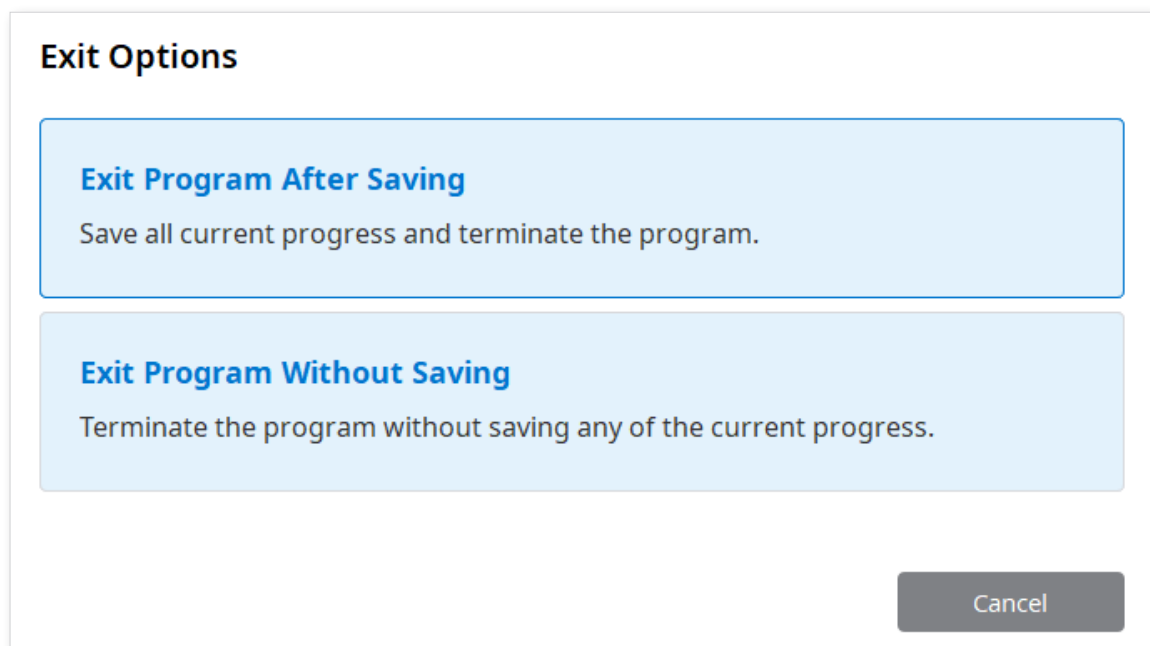 Exit Options
Exit Program After Saving
Save all current progress and terminate the program.
Exit Program Without Saving
Terminate the program without saving any of the current progress.
Cancel